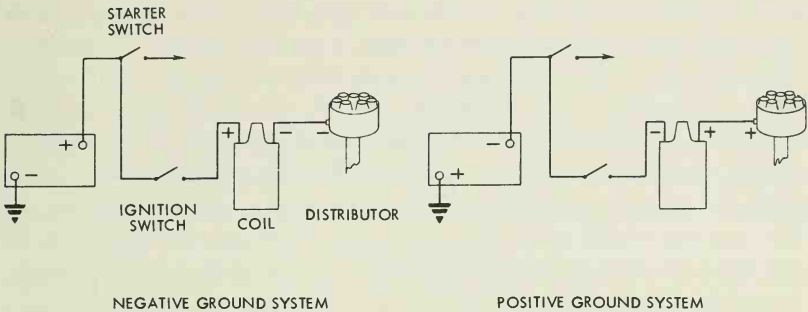 STARTER
SWITCH
+
-
IGNITION
SWITCH
+
-
-
COIL
DISTRIBUTOR
NEGATIVE GROUND SYSTEM
-
+
-
+
+
POSITIVE GROUND SYSTEM